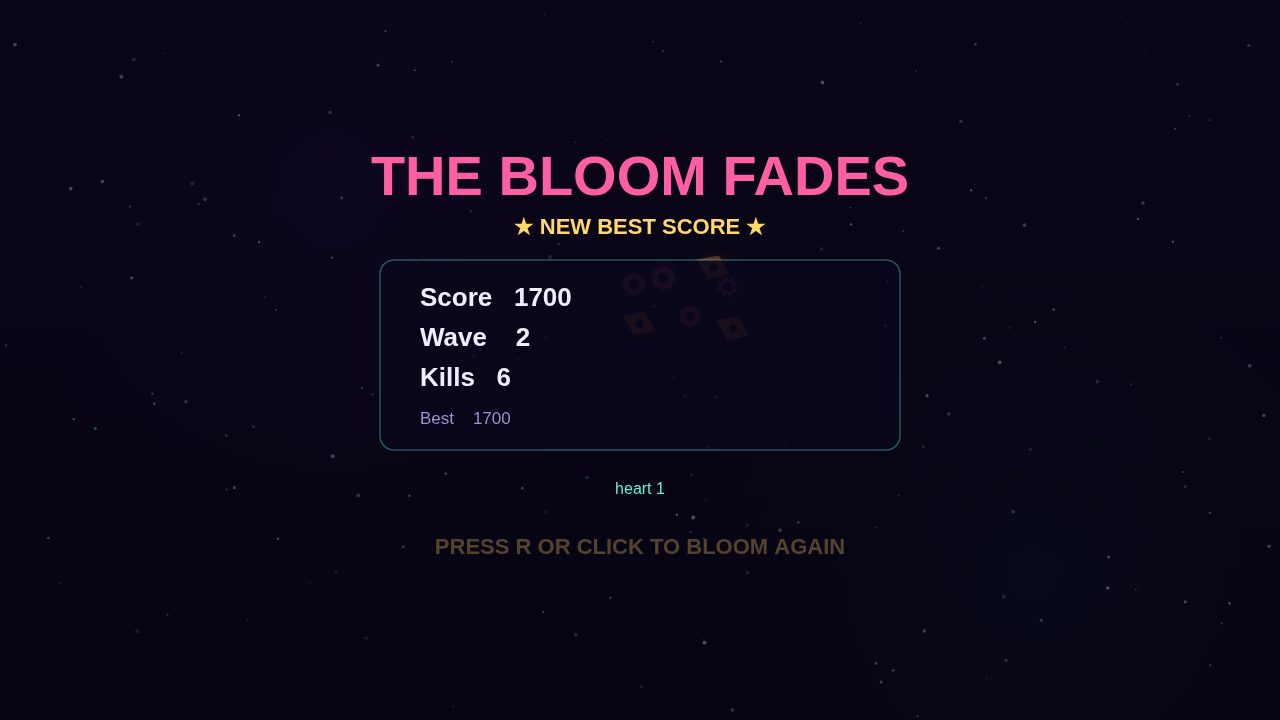 THE BLOOM FADES
★ NEW BEST SCORE ★
Score 1700
Wave 2
Kills 6
Best 1700
heart 1
PRESS R OR CLICK TO BLOOM AGAIN